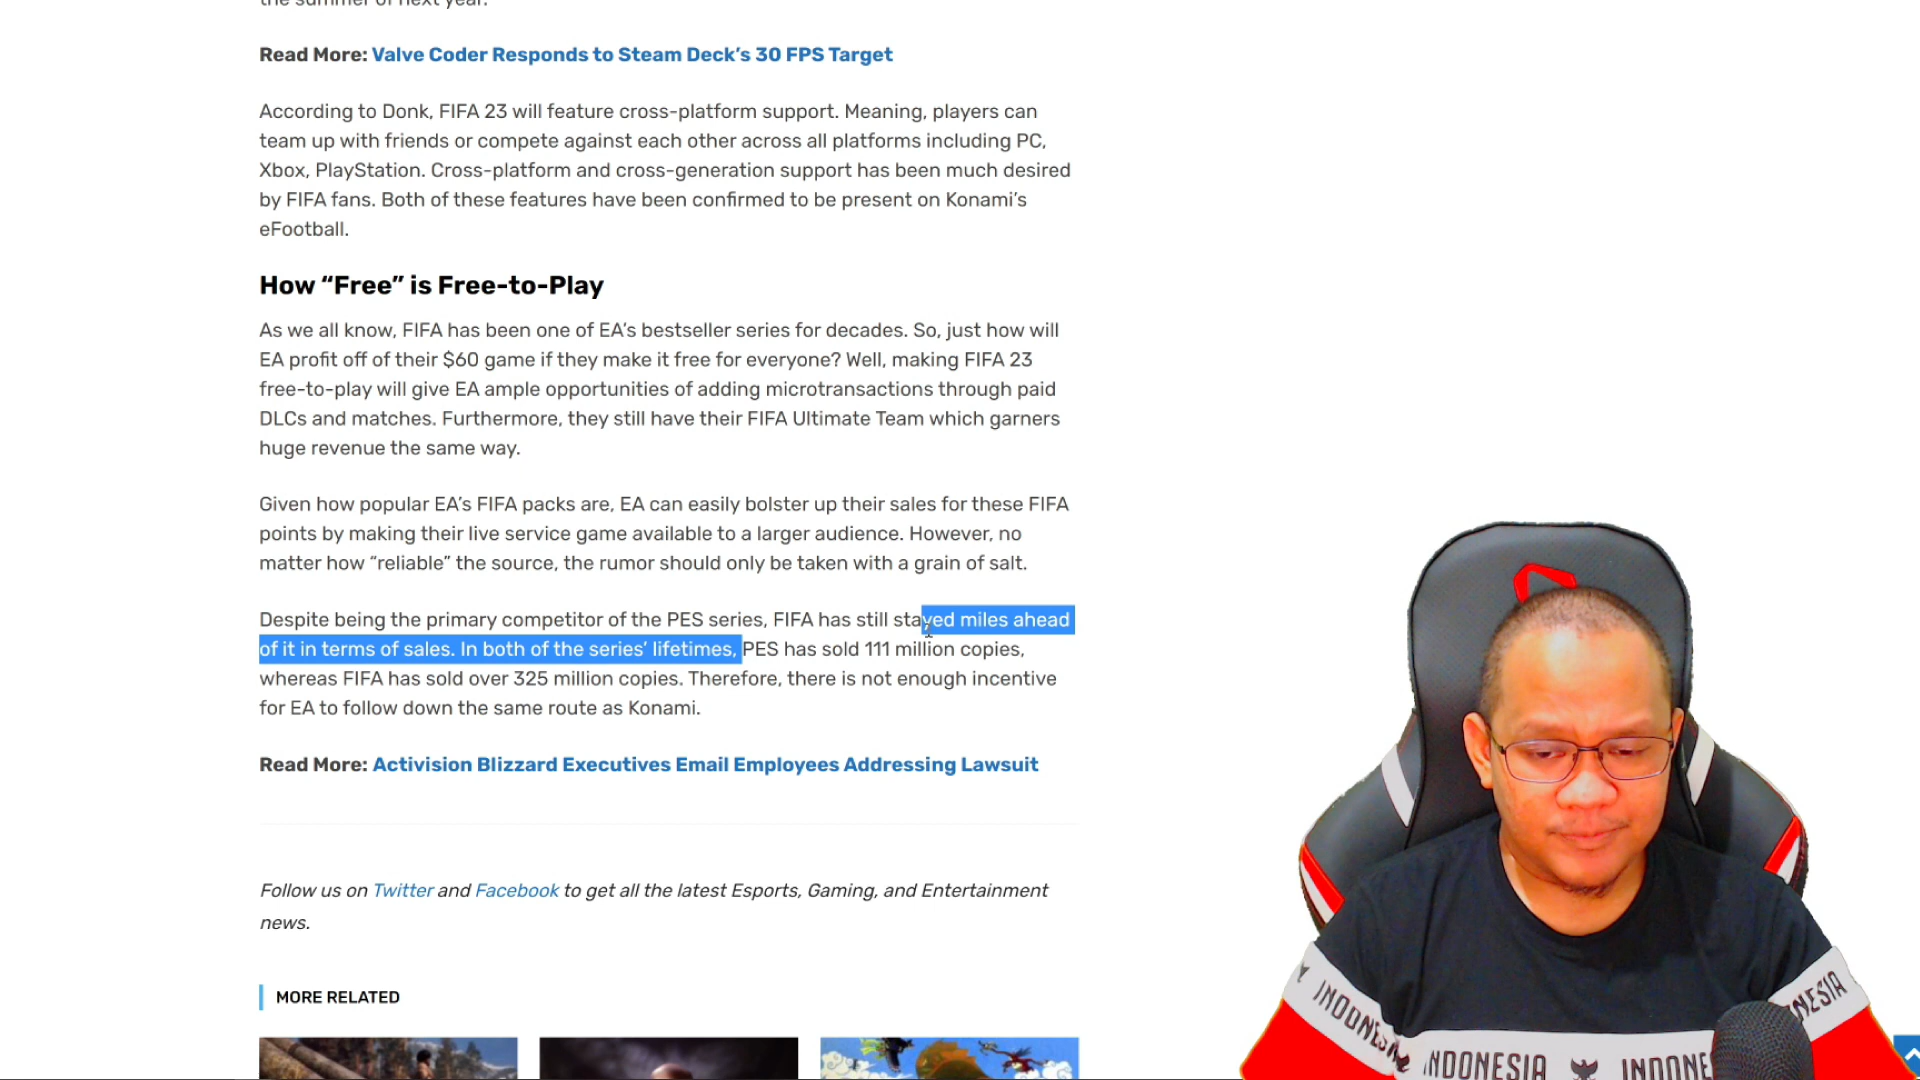 the summer of next year.
Read More: Valve Coder Responds to Steam Deck’s 30 FPS Target
According to Donk, FIFA 23 will feature cross-platform support. Meaning, players can
team up with friends or compete against each other across all platforms including PC,
Xbox, PlayStation. Cross-platform and cross-generation support has been much desired
by FIFA fans. Both of these features have been confirmed to be present on Konami’s
eFootball.
How “Free” is Free-to-Play
As we all know, FIFA has been one of EA’s bestseller series for decades. So, just how will
EA profit off of their $60 game if they make it free for everyone? Well, making FIFA 23
free-to-play will give EA ample opportunities of adding microtransactions through paid
DLCs and matches. Furthermore, they still have their FIFA Ultimate Team which garners
huge revenue the same way.
Given how popular EA’s FIFA packs are, EA can easily bolster up their sales for these FIFA
points by making their live service game available to a larger audience. However, no
matter how “reliable” the source, the rumor should only be taken with a grain of salt.
Despite being the primary competitor of the PES series, FIFA has still stayed miles ahead
of it in terms of sales. In both of the series’ lifetimes, PES has sold 111 million copies,
whereas FIFA has sold over 325 million copies. Therefore, there is not enough incentive
for EA to follow down the same route as Konami.
Read More: Activision Blizzard Executives Email Employees Addressing Lawsuit
Follow us on Twitter and Facebook to get all the latest Esports, Gaming, and Entertainment
news.
MORE RELATED
INDONESIA